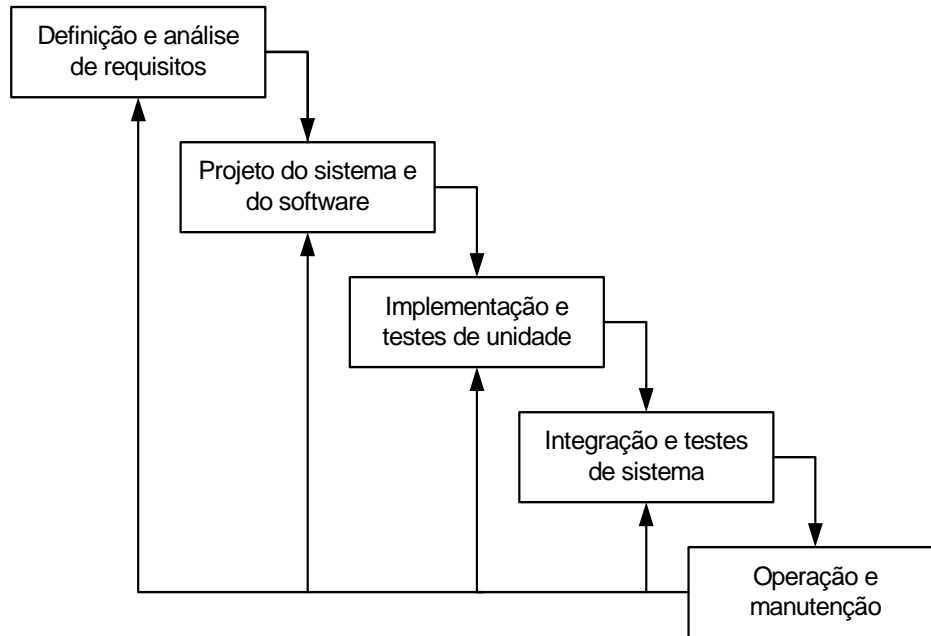 Definição e análise
de requisitos
Projeto do sistema e
do software
Implementação e
testes de unidade
Integração e testes
de sistema
Operação e
manutenção